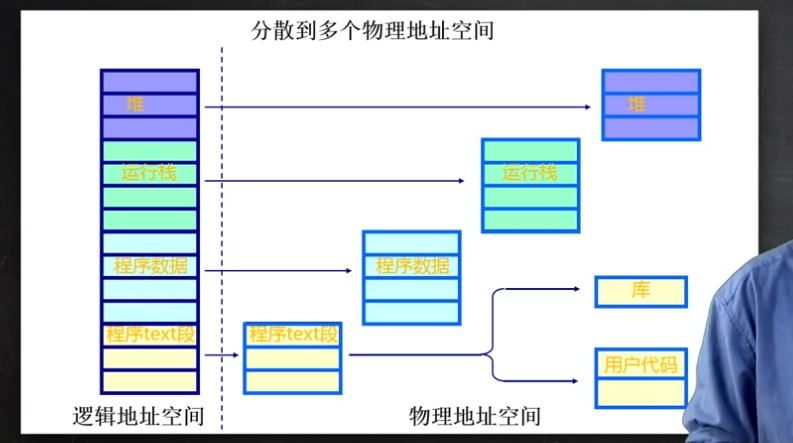 分散到多个物理地址空间
堆
堆
运行栈
运行栈
程序数据
程序数据
库
程序text段
程序text段
用户代码
逻辑地址空间
物理地址空间